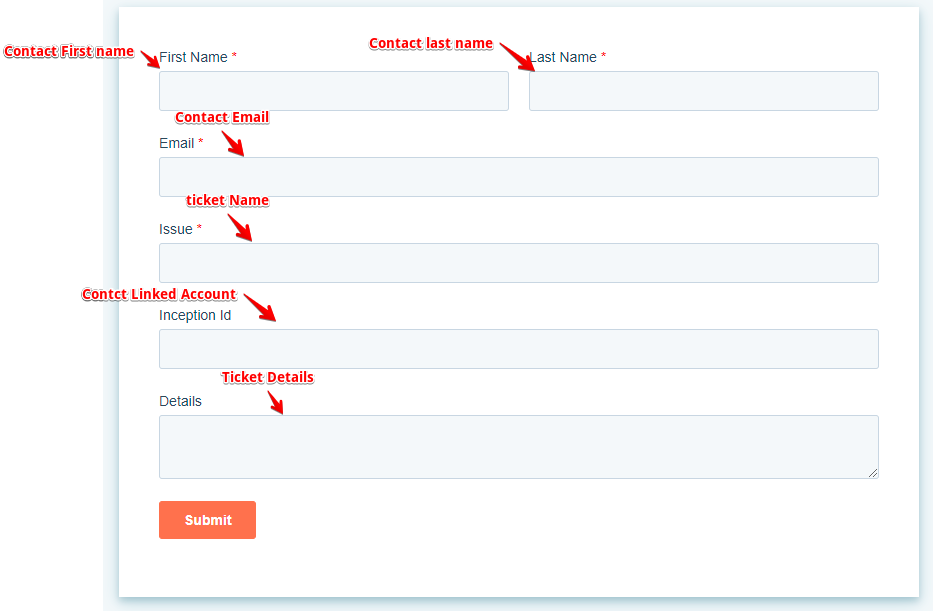 Contact First name
Contact last name
First Name *
Last Name *
Contact Email
Email *
ticket Name
Issue *
Contct Linked Account
Inception Id
Ticket Details
Details
Submit